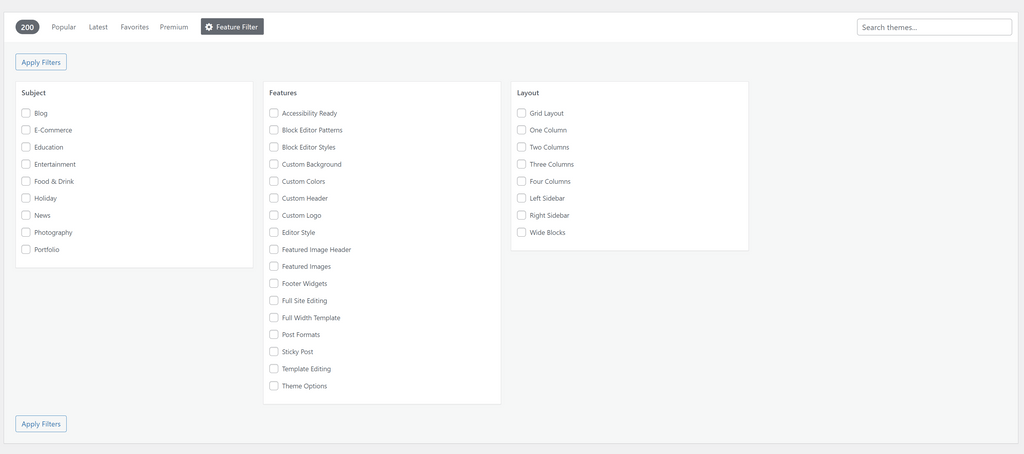 200 Popular Latest Favorites Premium Feature Filter Search themes...
Apply Filters
Subject
Blog
E-Commerce
Education
Entertainment
Food & Drink
Holiday
News
Photography
Portfolio
Features
Accessibility Ready
Block Editor Patterns
Block Editor Styles
Custom Background
Custom Colors
Custom Header
Custom Logo
Editor Style
Featured Image Header
Featured Images
Footer Widgets
Full Site Editing
Full Width Template
Post Formats
Sticky Post
Template Editing
Theme Options
Layout
Grid Layout
One Column
Two Columns
Three Columns
Four Columns
Left Sidebar
Right Sidebar
Wide Blocks
Apply Filters